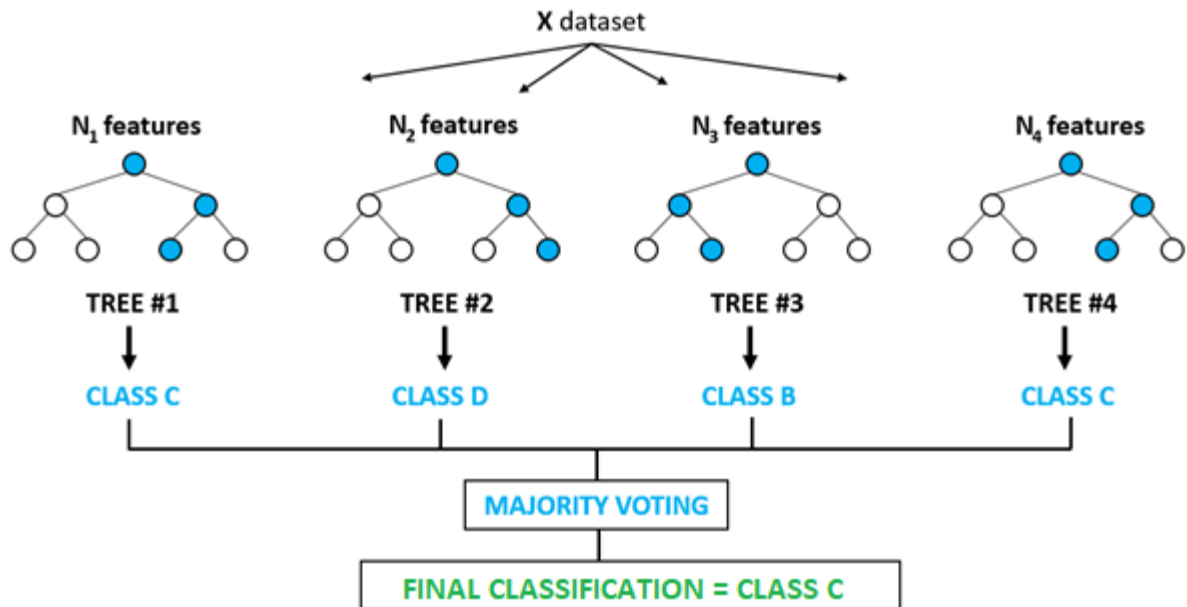 X dataset
N₁ features
N₂ features
N₃ features
N₄ features
TREE #1
TREE #2
TREE #3
TREE #4
CLASS C
CLASS D
CLASS B
CLASS C
MAJORITY VOTING
FINAL CLASSIFICATION = CLASS C